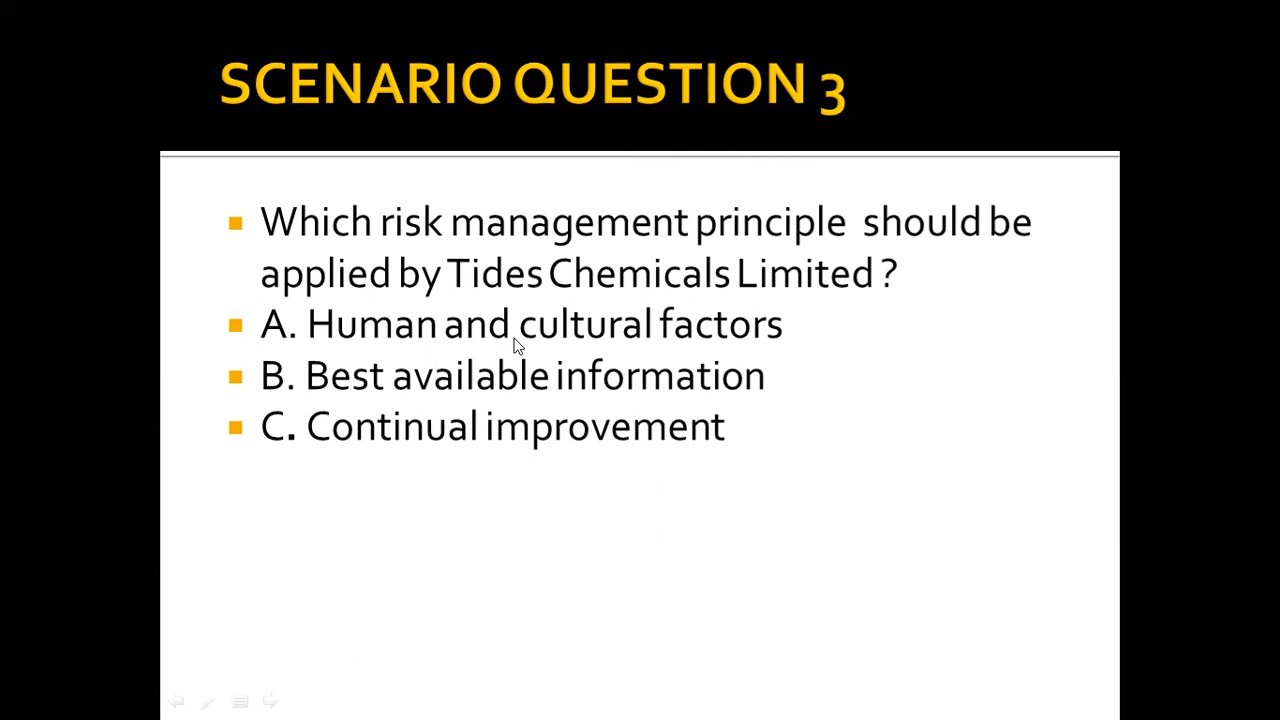 SCENARIO QUESTION 3
Which risk management principle should be
applied by Tides Chemicals Limited ?
A. Human and cultural factors
B. Best available information
C. Continual improvement